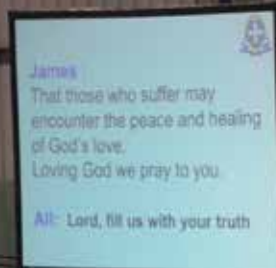 James
That those who suffer may
encounter the peace and healing
of God's love.
Loving God we pray to you.
All: Lord, fill us with your truth